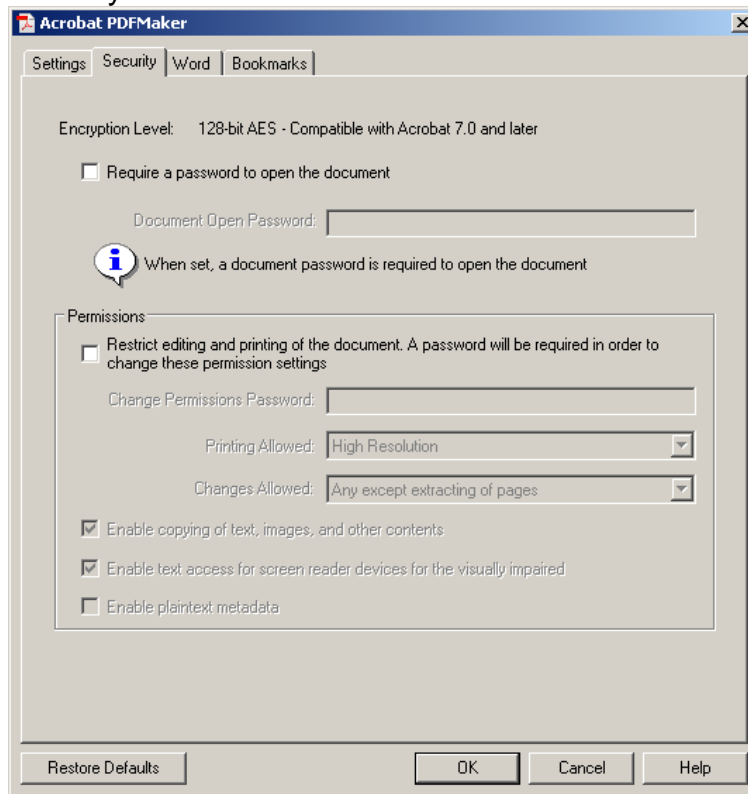 Acrobat PDFMaker
Settings Security Word Bookmarks
Encryption Level: 128-bit AES - Compatible with Acrobat 7.0 and later
Require a password to open the document
Document Open Password:
When set, a document password is required to open the document
Permissions
Restrict editing and printing of the document. A password will be required in order to
change these permission settings
Change Permissions Password:
Printing Allowed: High Resolution
Changes Allowed: Any except extracting of pages
Enable copying of text, images, and other contents
Enable text access for screen reader devices for the visually impaired
Enable plaintext metadata
Restore Defaults OK Cancel Help